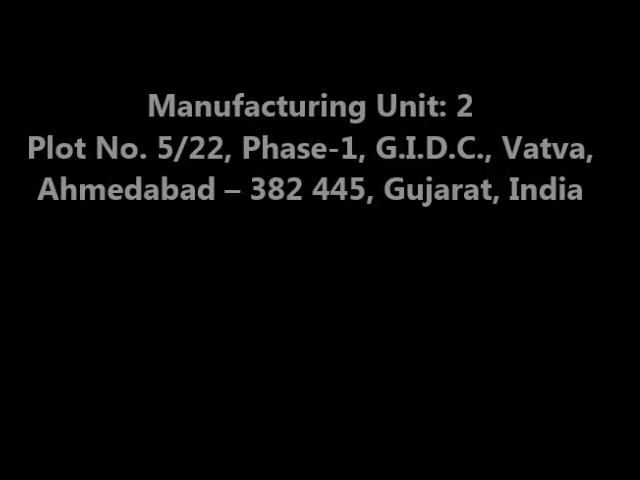 Manufacturing Unit: 2
Plot No. 5/22, Phase-1, G.I.D.C., Vatva,
Ahmedabad – 382 445, Gujarat, India